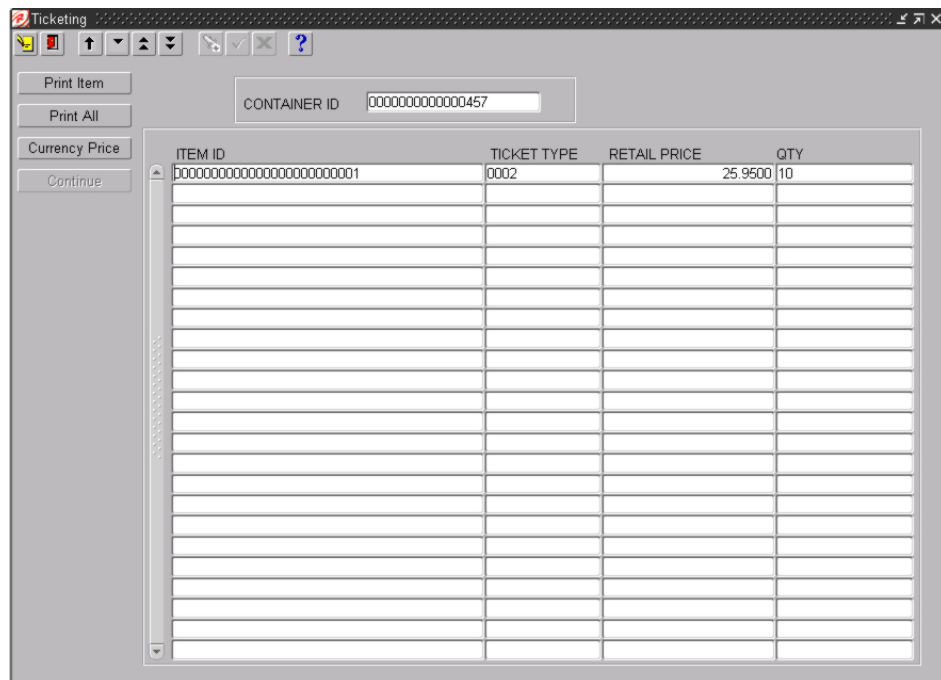 Ticketing
Print Item
Print All
Currency Price
Continue
CONTAINER ID 0000000000000457
ITEM ID TICKET TYPE RETAIL PRICE QTY
0000000000000000000000001 0002 25.9500 10